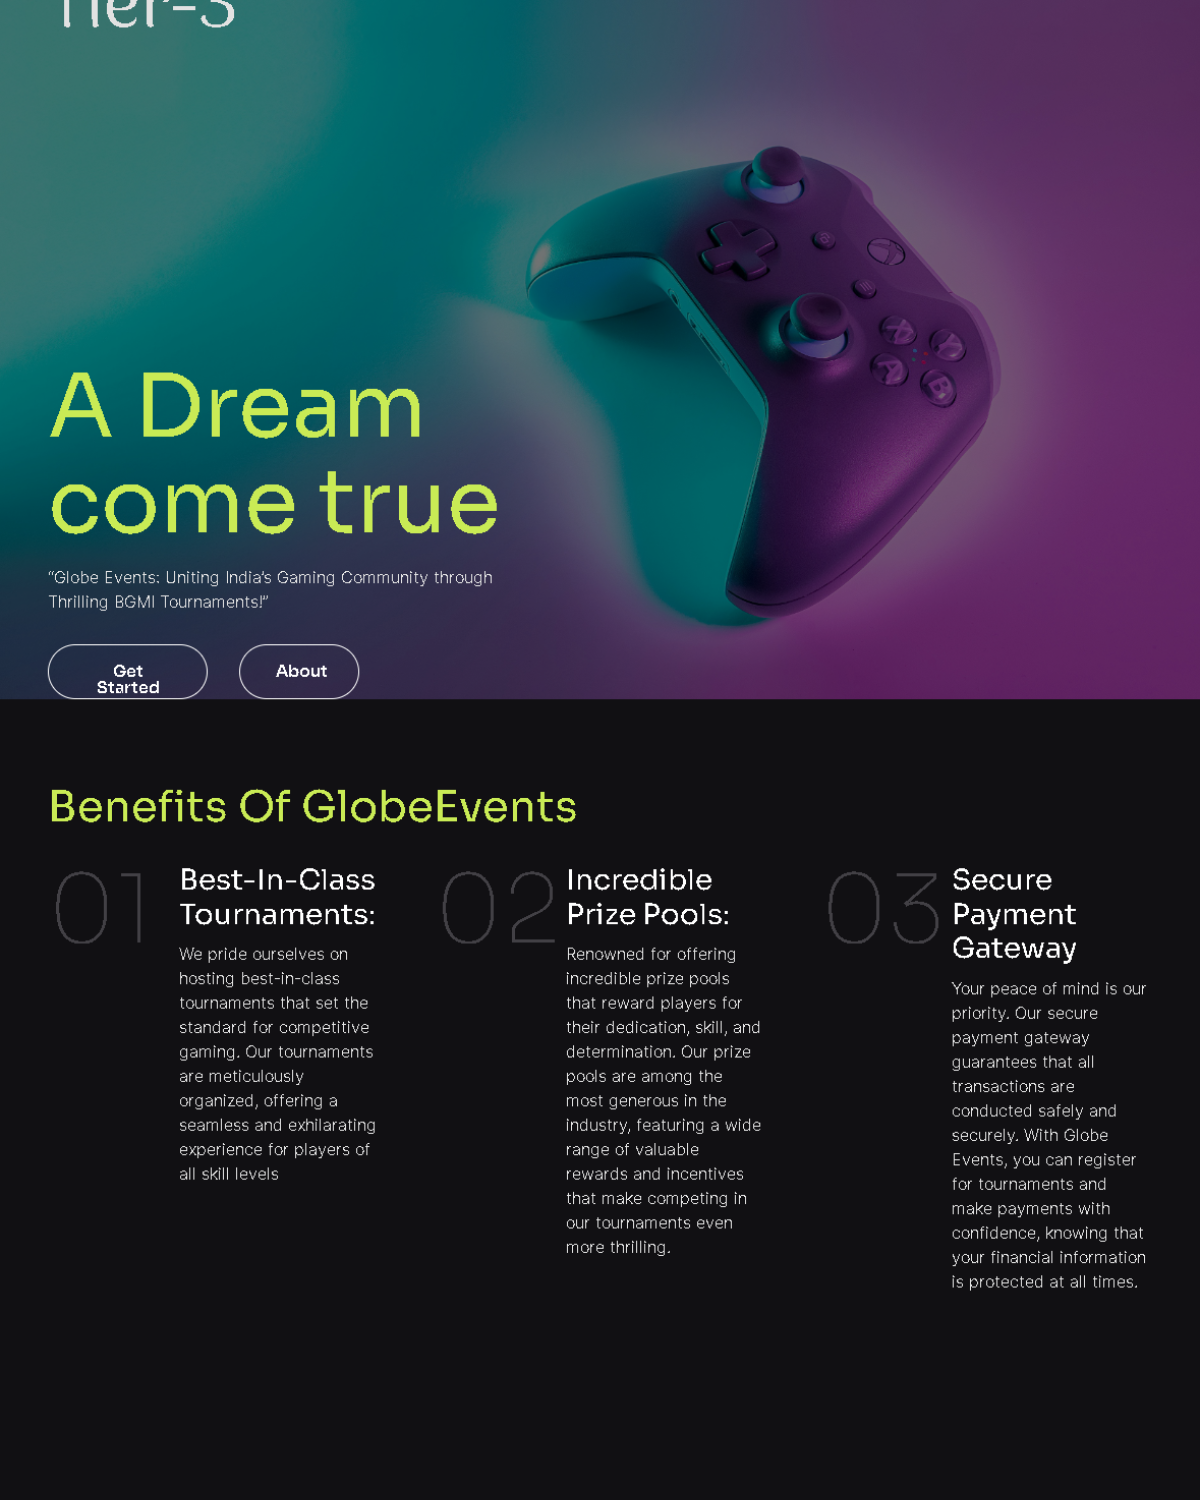 Tier-3
A Dream
come true
“Globe Events: Uniting India's Gaming Community through
Thrilling BGMI Tournaments!”
Get
Started
About
Benefits Of GlobeEvents
01
Best-In-Class
Tournaments:
We pride ourselves on
hosting best-in-class
tournaments that set the
standard for competitive
gaming. Our tournaments
are meticulously
organized, offering a
seamless and exhilarating
experience for players of
all skill levels
02
Incredible
Prize Pools:
Renowned for offering
incredible prize pools
that reward players for
their dedication, skill, and
determination. Our prize
pools are among the
most generous in the
industry, featuring a wide
range of valuable
rewards and incentives
that make competing in
our tournaments even
more thrilling.
03
Secure
Payment
Gateway
Your peace of mind is our
priority. Our secure
payment gateway
guarantees that all
transactions are
conducted safely and
securely. With Globe
Events, you can register
for tournaments and
make payments with
confidence, knowing that
your financial information
is protected at all times.
X
Y
A
B